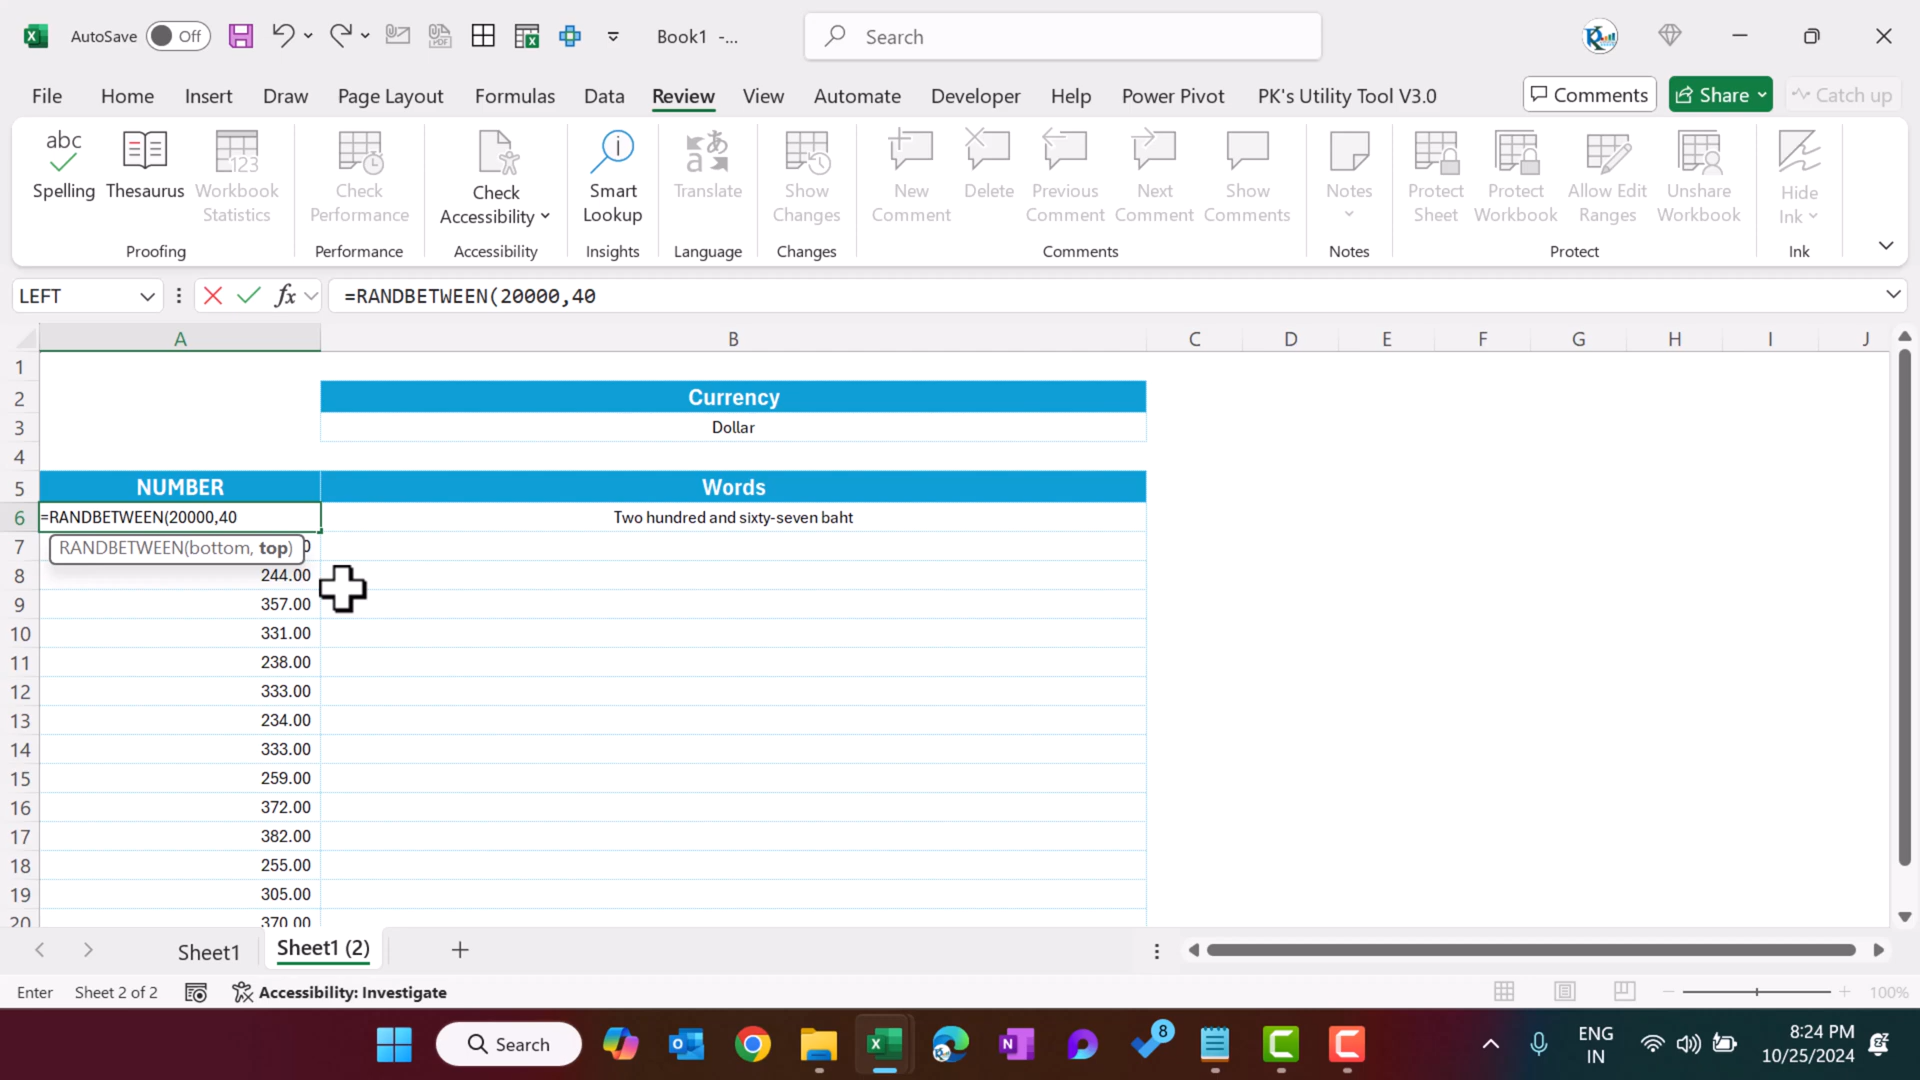 AutoSave Off Book1 -... Search
File Home Insert Draw Page Layout Formulas Data Review View Automate Developer Help Power Pivot PK's Utility Tool V3.0 Comments Share Catch up
abc
Spelling Thesaurus Workbook Statistics
Proofing
Check Performance
Performance
Check Accessibility
Accessibility
Smart Lookup
Insights
Translate
Language
Show Changes
Changes
New Comment Delete Previous Comment Next Comment Show Comments
Comments
Notes
Notes
Protect Sheet Protect Workbook Allow Edit Ranges Unshare Workbook
Protect
Hide Ink
Ink
LEFT fx =RANDBETWEEN(20000,40
A B C D E F G H I J
1
2 Currency
3 Dollar
4
5 NUMBER Words
6 =RANDBETWEEN(20000,40 Two hundred and sixty-seven baht
7 RANDBETWEEN(bottom, top) 0
8 244.00
9 357.00
10 331.00
11 238.00
12 333.00
13 234.00
14 333.00
15 259.00
16 372.00
17 382.00
18 255.00
19 305.00
20 370.00
Sheet1 Sheet1 (2)
Enter Sheet 2 of 2 Accessibility: Investigate 100%
Search 8 ENG IN 8:24 PM 10/25/2024